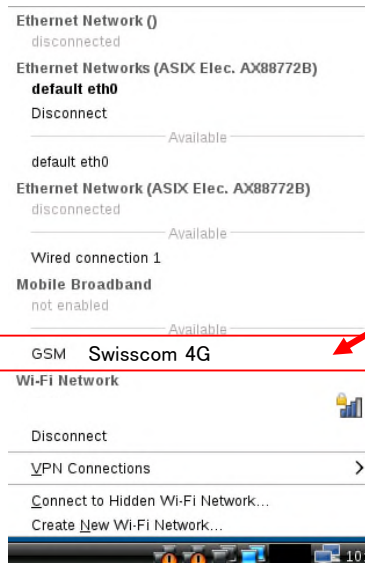 Ethernet Network ()
disconnected
Ethernet Networks (ASIX Elec. AX88772B)
default eth0
Disconnect
Available
default eth0
Ethernet Network (ASIX Elec. AX88772B)
disconnected
Available
Wired connection 1
Mobile Broadband
not enabled
Available
GSM Swisscom 4G
Wi-Fi Network
Disconnect
VPN Connections
Connect to Hidden Wi-Fi Network...
Create New Wi-Fi Network...
10